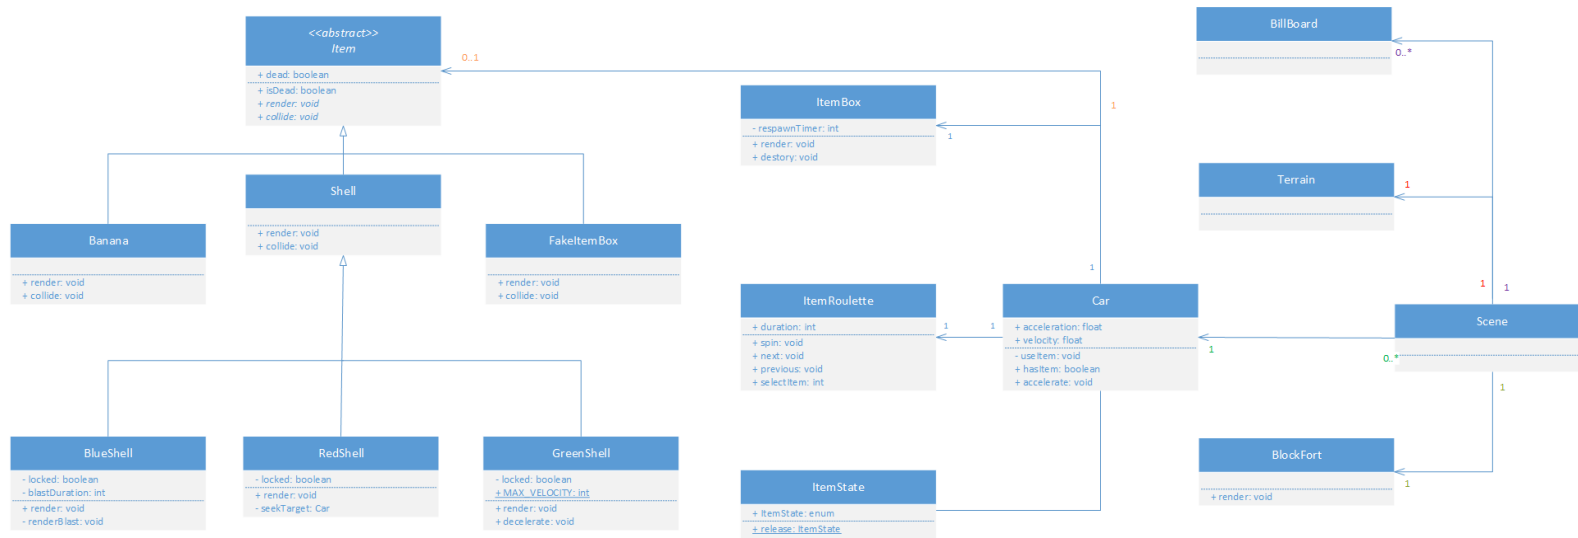 <<abstract>>
Item
+ dead: boolean
+ isDead: boolean
+ render: void
+ collide: void
0..1
Shell
+ render: void
+ collide: void
Banana
+ render: void
+ collide: void
FakeItemBox
+ render: void
+ collide: void
BlueShell
- locked: boolean
- blastDuration: int
+ render: void
- renderBlast: void
RedShell
- locked: boolean
+ render: void
- seekTarget: Car
GreenShell
- locked: boolean
+ MAX_VELOCITY: int
+ render: void
+ decelerate: void
ItemBox
- respawnTimer: int
+ render: void
+ destory: void
1
1
1
ItemRoulette
+ duration: int
+ spin: void
+ next: void
+ previous: void
+ selectItem: int
1
1
Car
+ acceleration: float
+ velocity: float
- useItem: void
+ hasItem: boolean
+ accelerate: void
ItemState
+ ItemState: enum
+ release: ItemState
BillBoard
0..*
Terrain
1
1
1
Scene
1
0..*
1
BlockFort
+ render: void
1